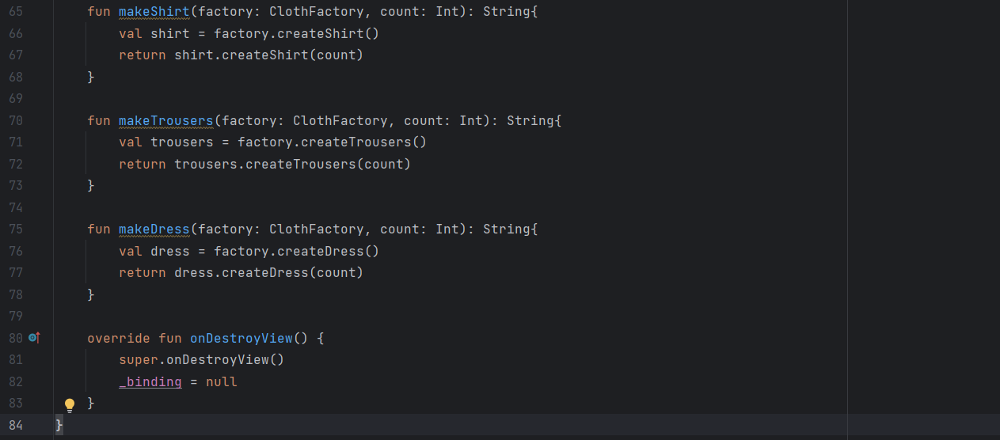 65 fun makeShirt(factory: ClothFactory, count: Int): String{
66 val shirt = factory.createShirt()
67 return shirt.createShirt(count)
68 }
69
70 fun makeTrousers(factory: ClothFactory, count: Int): String{
71 val trousers = factory.createTrousers()
72 return trousers.createTrousers(count)
73 }
74
75 fun makeDress(factory: ClothFactory, count: Int): String{
76 val dress = factory.createDress()
77 return dress.createDress(count)
78 }
79
80 override fun onDestroyView() {
81 super.onDestroyView()
82 _binding = null
83 }
84 }